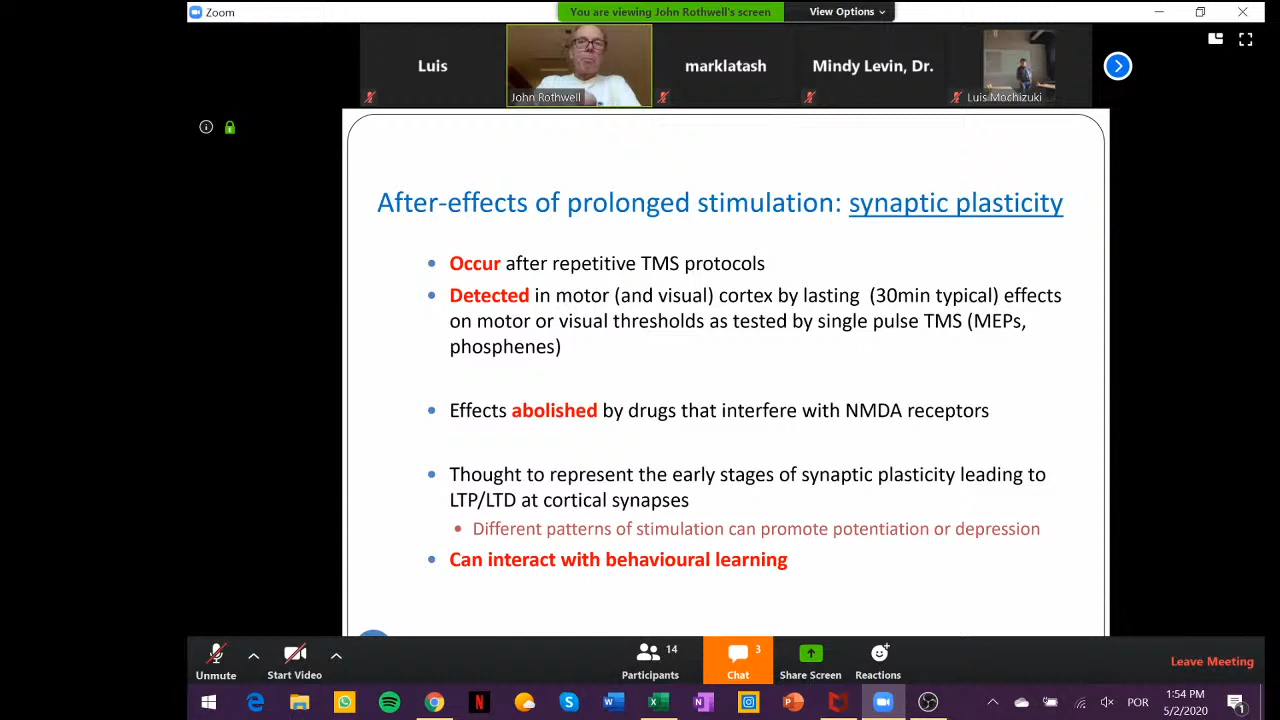 Zoom
You are viewing John Rothwell's screen
View Options
Luis
John Rothwell
marklatash
Mindy Levin, Dr.
Luis Mochizuki
After-effects of prolonged stimulation: synaptic plasticity
• Occur after repetitive TMS protocols
• Detected in motor (and visual) cortex by lasting (30min typical) effects
on motor or visual thresholds as tested by single pulse TMS (MEPs,
phosphenes)
• Effects abolished by drugs that interfere with NMDA receptors
• Thought to represent the early stages of synaptic plasticity leading to
LTP/LTD at cortical synapses
• Different patterns of stimulation can promote potentiation or depression
• Can interact with behavioural learning
Unmute
Start Video
14
Participants
3
Chat
Share Screen
Reactions
Leave Meeting
POR
1:54 PM
5/2/2020
1